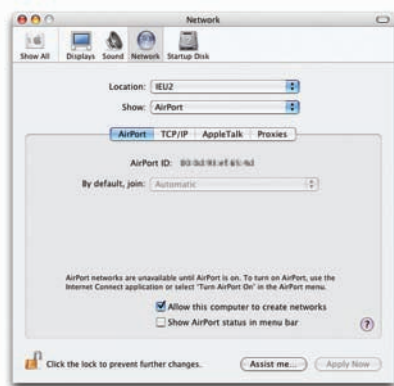 Network
Show All Displays Sound Network Startup Disk
Location: IEU2
Show: AirPort
AirPort TCP/IP AppleTalk Proxies
AirPort ID:
By default, join: Automatic
AirPort networks are unavailable until AirPort is on. To turn on AirPort, use the
Internet Connect application or select "Turn AirPort On" in the AirPort menu.
Allow this computer to create networks
Show AirPort status in menu bar
?
Click the lock to prevent further changes. Assist me... Apply Now